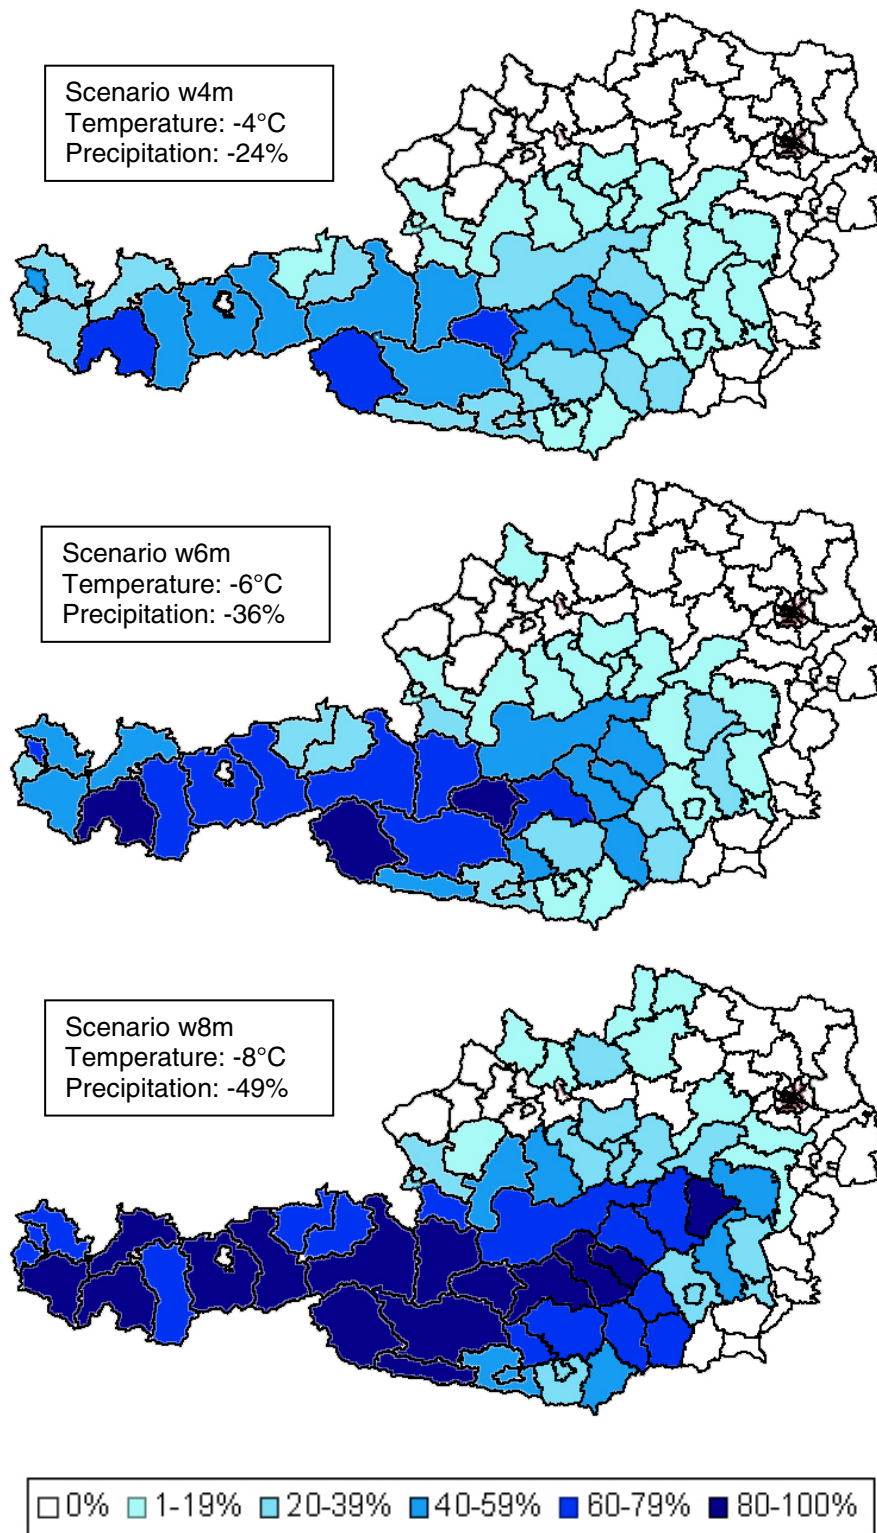 Scenario w4m
Temperature: -4°C
Precipitation: -24%
Scenario w6m
Temperature: -6°C
Precipitation: -36%
Scenario w8m
Temperature: -8°C
Precipitation: -49%
0% 1-19% 20-39% 40-59% 60-79% 80-100%